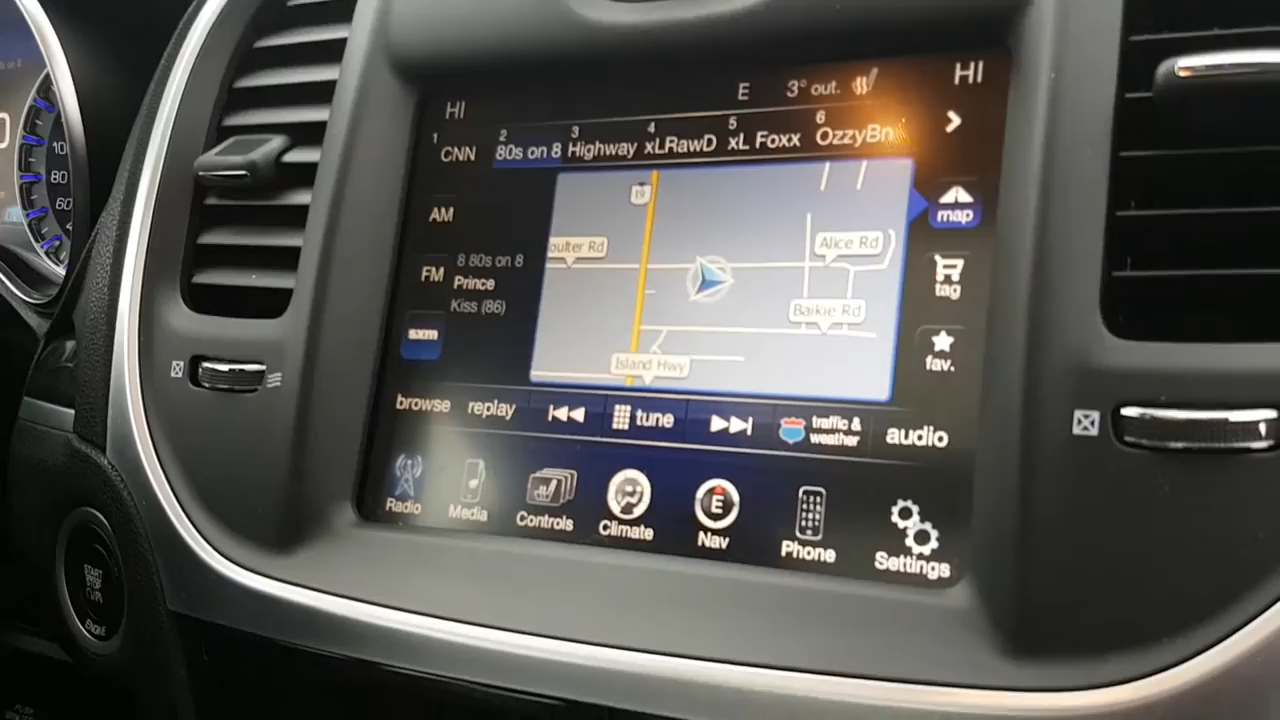 HI
E
3° out.
HI
1
CNN
2
80s on 8
3
Highway
4
xLRawD
5
xL Foxx
6
OzzyBn
AM
FM
sxm
8 80s on 8
Prince
Kiss (86)
19
oulter Rd
Alice Rd
Baikie Rd
Island Hwy
map
tag
fav.
browse
replay
tune
traffic &
weather
audio
Radio
Media
Controls
Climate
E
Nav
Phone
Settings
80
60
START
STOP
ENGINE